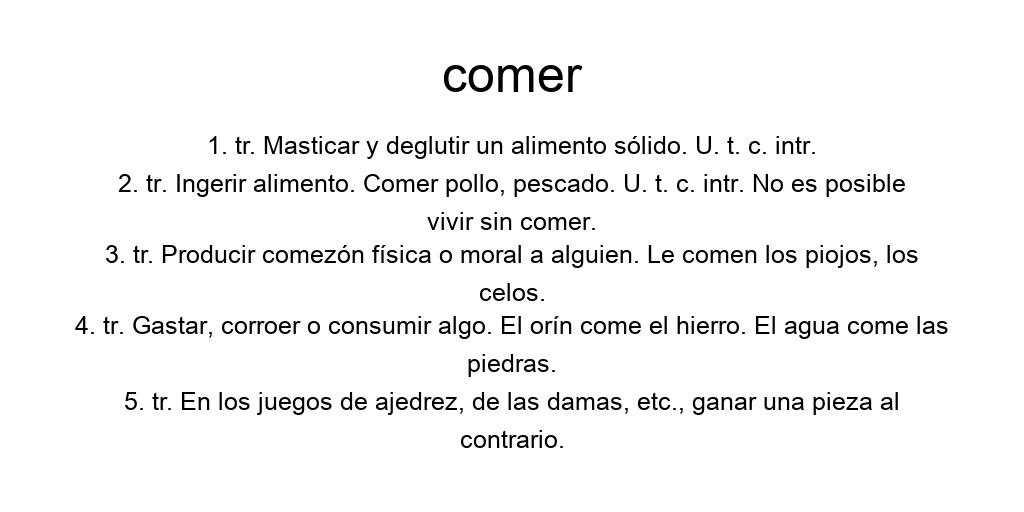 comer
1. tr. Masticar y deglutir un alimento sólido. U. t. c. intr.
2. tr. Ingerir alimento. Comer pollo, pescado. U. t. c. intr. No es posible
vivir sin comer.
3. tr. Producir comezón física o moral a alguien. Le comen los piojos, los
celos.
4. tr. Gastar, corroer o consumir algo. El orín come el hierro. El agua come las
piedras.
5. tr. En los juegos de ajedrez, de las damas, etc., ganar una pieza al
contrario.